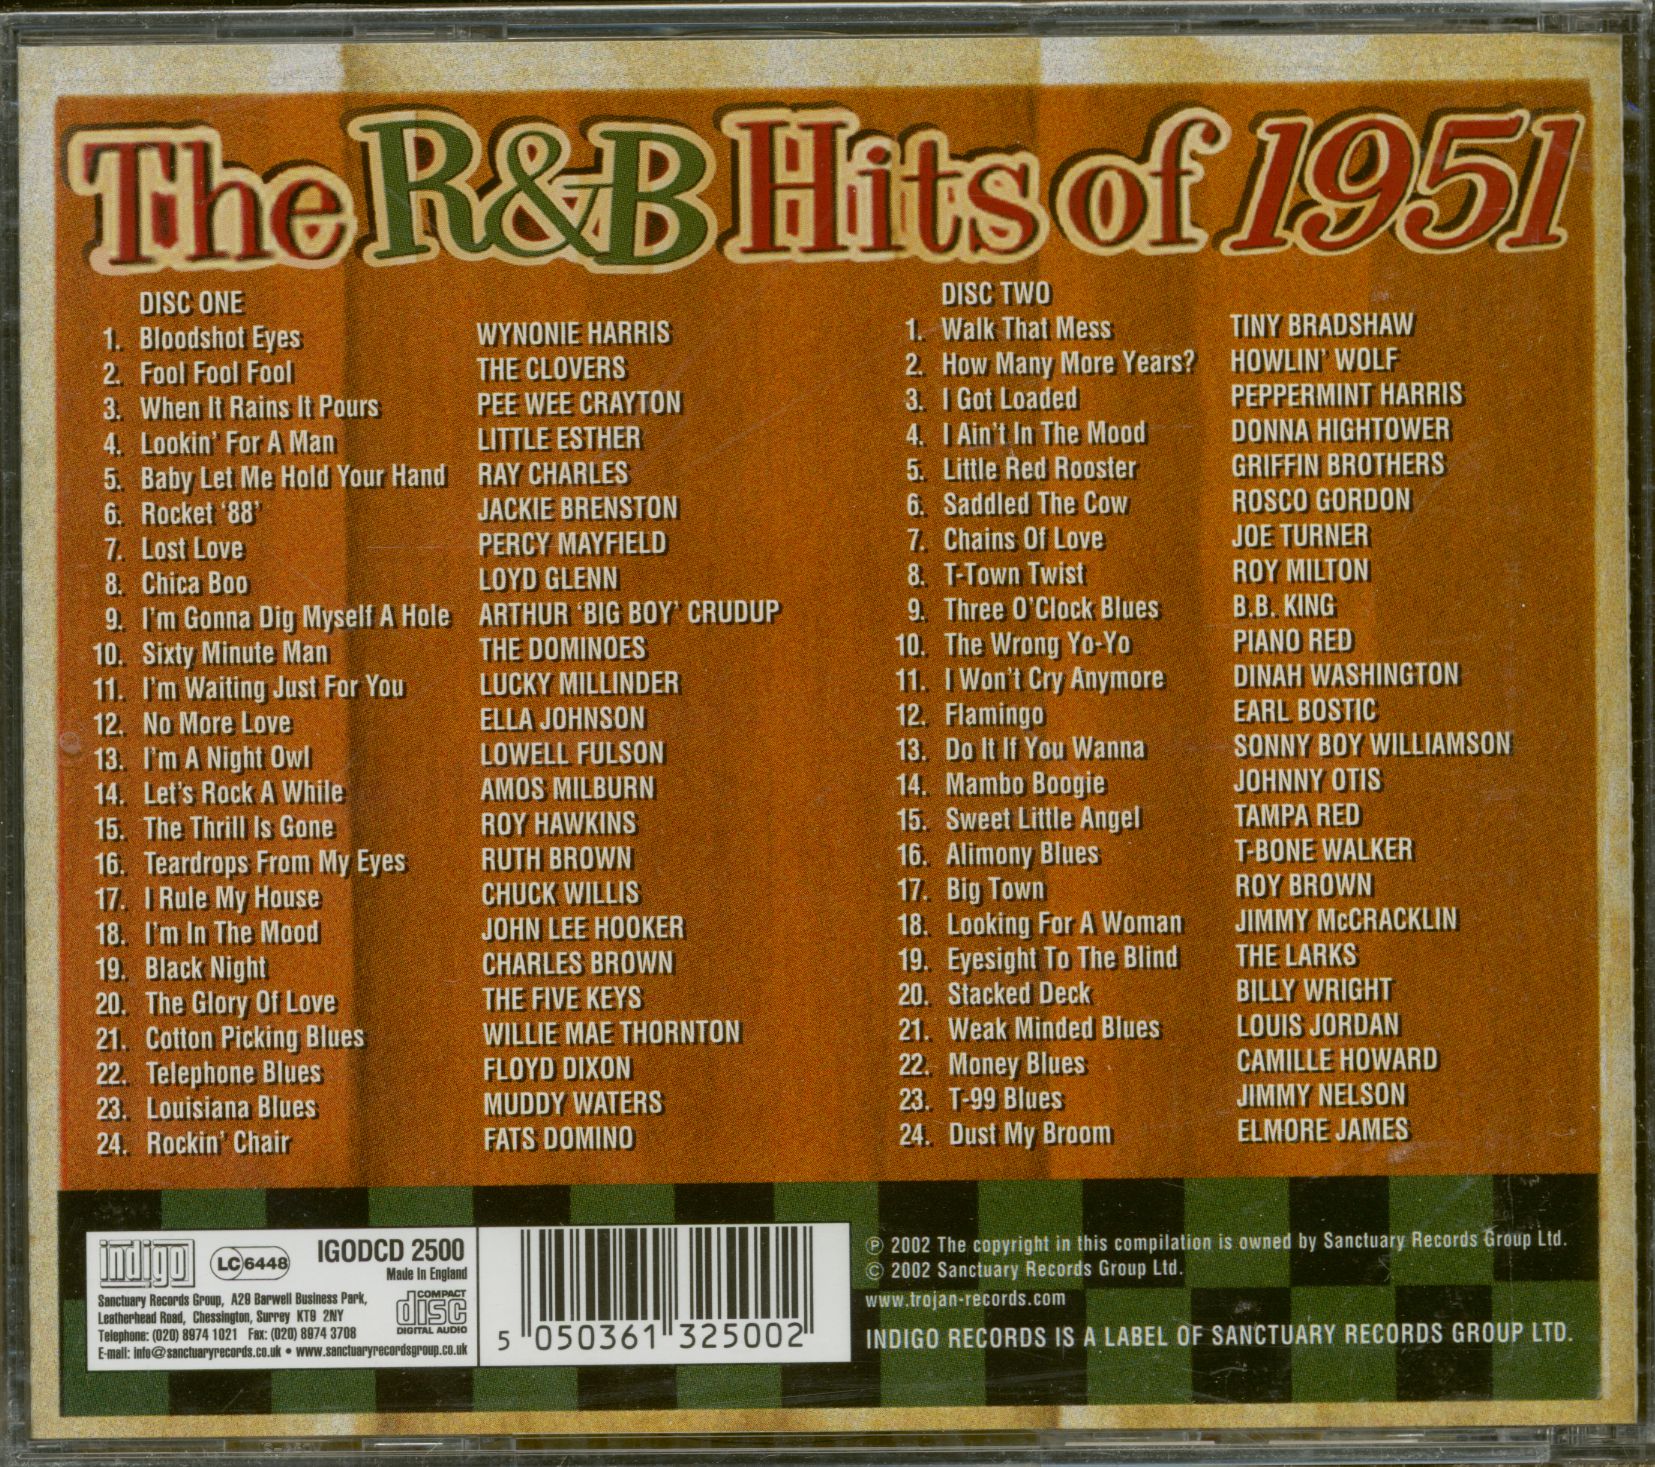 The R&B Hits of 1951
DISC ONE
1. Bloodshot Eyes WYNONIE HARRIS
2. Fool Fool Fool THE CLOVERS
3. When It Rains It Pours PEE WEE CRAYTON
4. Lookin' For A Man LITTLE ESTHER
5. Baby Let Me Hold Your Hand RAY CHARLES
6. Rocket '88' JACKIE BRENSTON
7. Lost Love PERCY MAYFIELD
8. Chica Boo LOYD GLENN
9. I'm Gonna Dig Myself A Hole ARTHUR 'BIG BOY' CRUDUP
10. Sixty Minute Man THE DOMINOES
11. I'm Waiting Just For You LUCKY MILLINDER
12. No More Love ELLA JOHNSON
13. I'm A Night Owl LOWELL FULSON
14. Let's Rock A While AMOS MILBURN
15. The Thrill Is Gone ROY HAWKINS
16. Teardrops From My Eyes RUTH BROWN
17. I Rule My House CHUCK WILLIS
18. I'm In The Mood JOHN LEE HOOKER
19. Black Night CHARLES BROWN
20. The Glory Of Love THE FIVE KEYS
21. Cotton Picking Blues WILLIE MAE THORNTON
22. Telephone Blues FLOYD DIXON
23. Louisiana Blues MUDDY WATERS
24. Rockin' Chair FATS DOMINO
DISC TWO
1. Walk That Mess TINY BRADSHAW
2. How Many More Years? HOWLIN' WOLF
3. I Got Loaded PEPPERMINT HARRIS
4. I Ain't In The Mood DONNA HIGHTOWER
5. Little Red Rooster GRIFFIN BROTHERS
6. Saddled The Cow ROSCO GORDON
7. Chains Of Love JOE TURNER
8. T-Town Twist ROY MILTON
9. Three O'Clock Blues B.B. KING
10. The Wrong Yo-Yo PIANO RED
11. I Won't Cry Anymore DINAH WASHINGTON
12. Flamingo EARL BOSTIC
13. Do It If You Wanna SONNY BOY WILLIAMSON
14. Mambo Boogie JOHNNY OTIS
15. Sweet Little Angel TAMPA RED
16. Alimony Blues T-BONE WALKER
17. Big Town ROY BROWN
18. Looking For A Woman JIMMY McCRACKLIN
19. Eyesight To The Blind THE LARKS
20. Stacked Deck BILLY WRIGHT
21. Weak Minded Blues LOUIS JORDAN
22. Money Blues CAMILLE HOWARD
23. T-99 Blues JIMMY NELSON
24. Dust My Broom ELMORE JAMES
indigo LC 6448 IGODCD 2500
Made In England
Sanctuary Records Group, A29 Barwell Business Park,
Leatherhead Road, Chessington, Surrey KT9 2NY
Telephone: (020) 8974 1021 Fax: (020) 8974 3708
E-mail: info@sanctuaryrecords.co.uk • www.sanctuaryrecordsgroup.co.uk
COMPACT
disc
DIGITAL AUDIO
5 050361 325002
℗ 2002 The copyright in this compilation is owned by Sanctuary Records Group Ltd.
© 2002 Sanctuary Records Group Ltd.
www.trojan-records.com
INDIGO RECORDS IS A LABEL OF SANCTUARY RECORDS GROUP LTD.